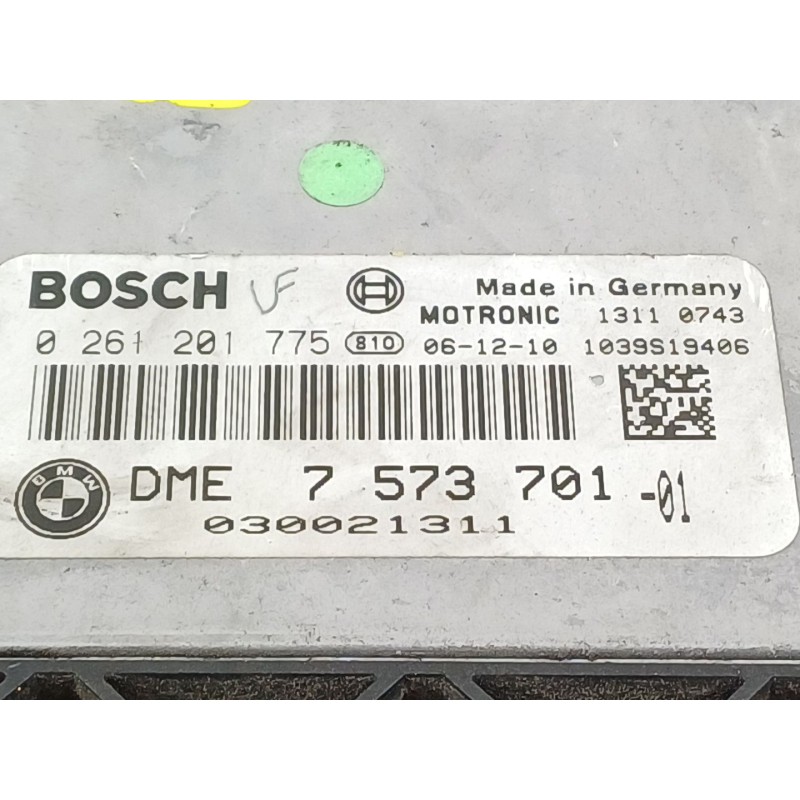 BOSCH VF Made in Germany
MOTRONIC 1311 0743
0 261 201 775 810 06-12-10 1039S19406
BMW DME 7 573 701 -01
030021311